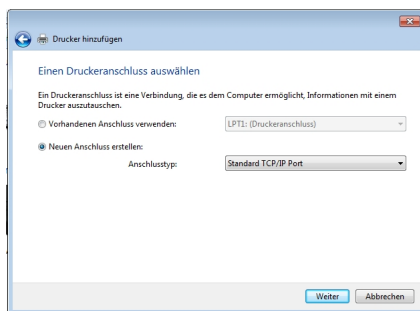 Drucker hinzufügen
Einen Druckeranschluss auswählen
Ein Druckeranschluss ist eine Verbindung, die es dem Computer ermöglicht, Informationen mit einem
Drucker auszutauschen.
Vorhandenen Anschluss verwenden: LPT1: (Druckeranschluss)
Neuen Anschluss erstellen:
Anschlusstyp: Standard TCP/IP Port
Weiter Abbrechen